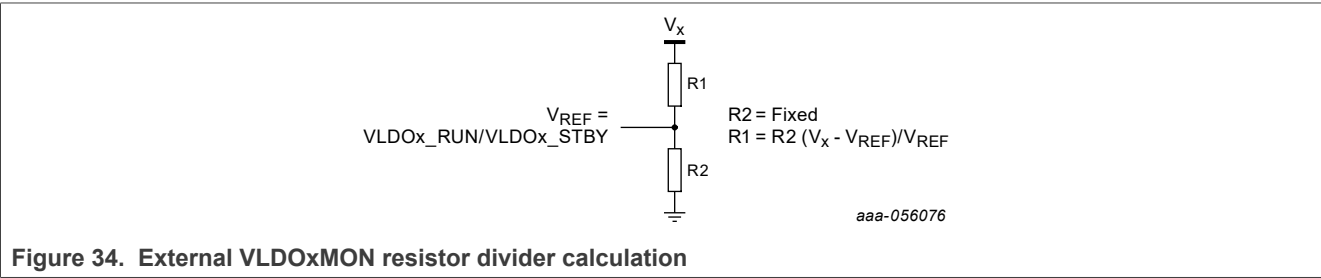 Vx
R1
VREF =
VLDOx_RUN/VLDOx_STBY
R2 = Fixed
R1 = R2 (Vx - VREF)/VREF
R2
aaa-056076
Figure 34. External VLDOxMON resistor divider calculation